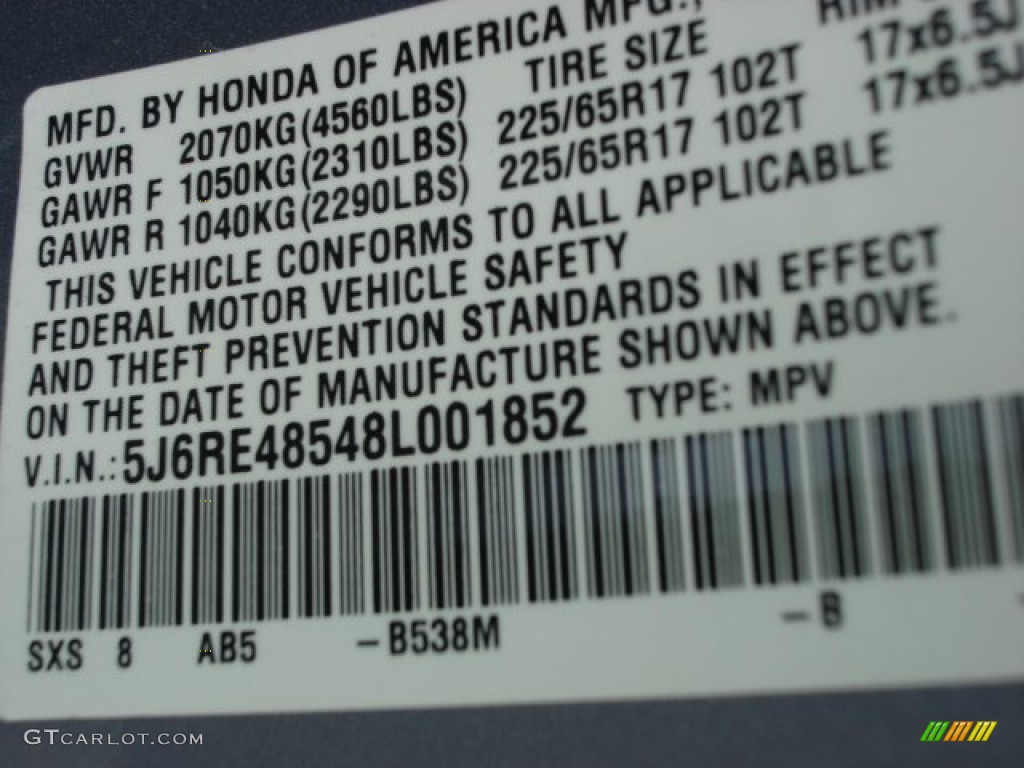 MFD. BY HONDA OF AMERICA MFG.,
TIRE SIZE
GVWR 2070KG(4560LBS)
GAWR F 1050KG(2310LBS) 225/65R17 102T 17x6.5J
GAWR R 1040KG(2290LBS) 225/65R17 102T 17x6.5J
THIS VEHICLE CONFORMS TO ALL APPLICABLE
FEDERAL MOTOR VEHICLE SAFETY
AND THEFT PREVENTION STANDARDS IN EFFECT
ON THE DATE OF MANUFACTURE SHOWN ABOVE.
V.I.N.: 5J6RE48548L001852 TYPE: MPV
SXS 8 AB5 -B538M -B
GTCARLOT.COM